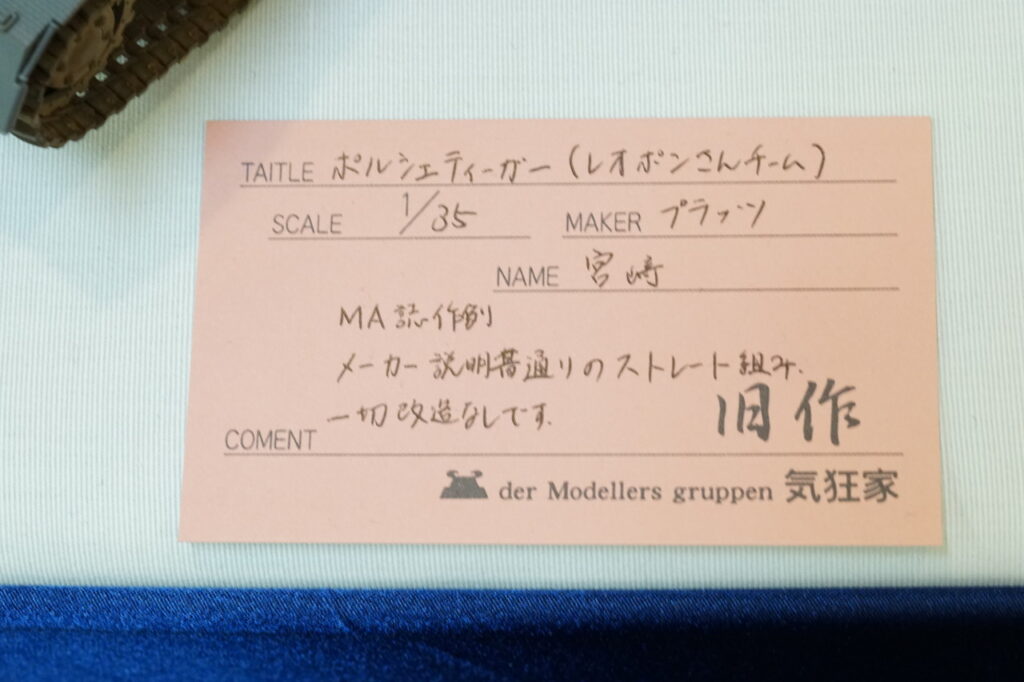 TAITLE ポルシェティーガー(レオポンさんチーム)
SCALE 1/35 MAKER プラッツ
NAME 宮崎
MA誌作例
メーカー説明書通りのストレート組み.
COMENT 一切改造なしです.
旧作
der Modellers gruppen 気狂家